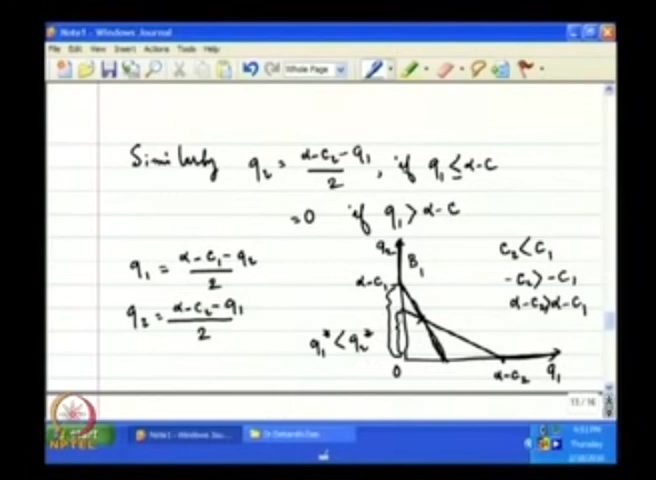 Note1 - Windows Journal
File Edit View Insert Actions Tools Help
Whole Page
Similarly q₂ = α-c₂-q₁ / 2 , if q₁ ≤ α-c
= 0 if q₁ > α-c
q₁ = α-c₁-q₂ / 2
q₂ = α-c₂-q₁ / 2
q₁* < q₂*
q₂
B₁
α-c₁
0
α-c₂
q₁
c₂ < c₁
-c₂ > -c₁
α-c₂ > α-c₁
13 / 16
start
Note1 - Windows Jou...
Dr.Debarshi Das
Thursday
NPTEL